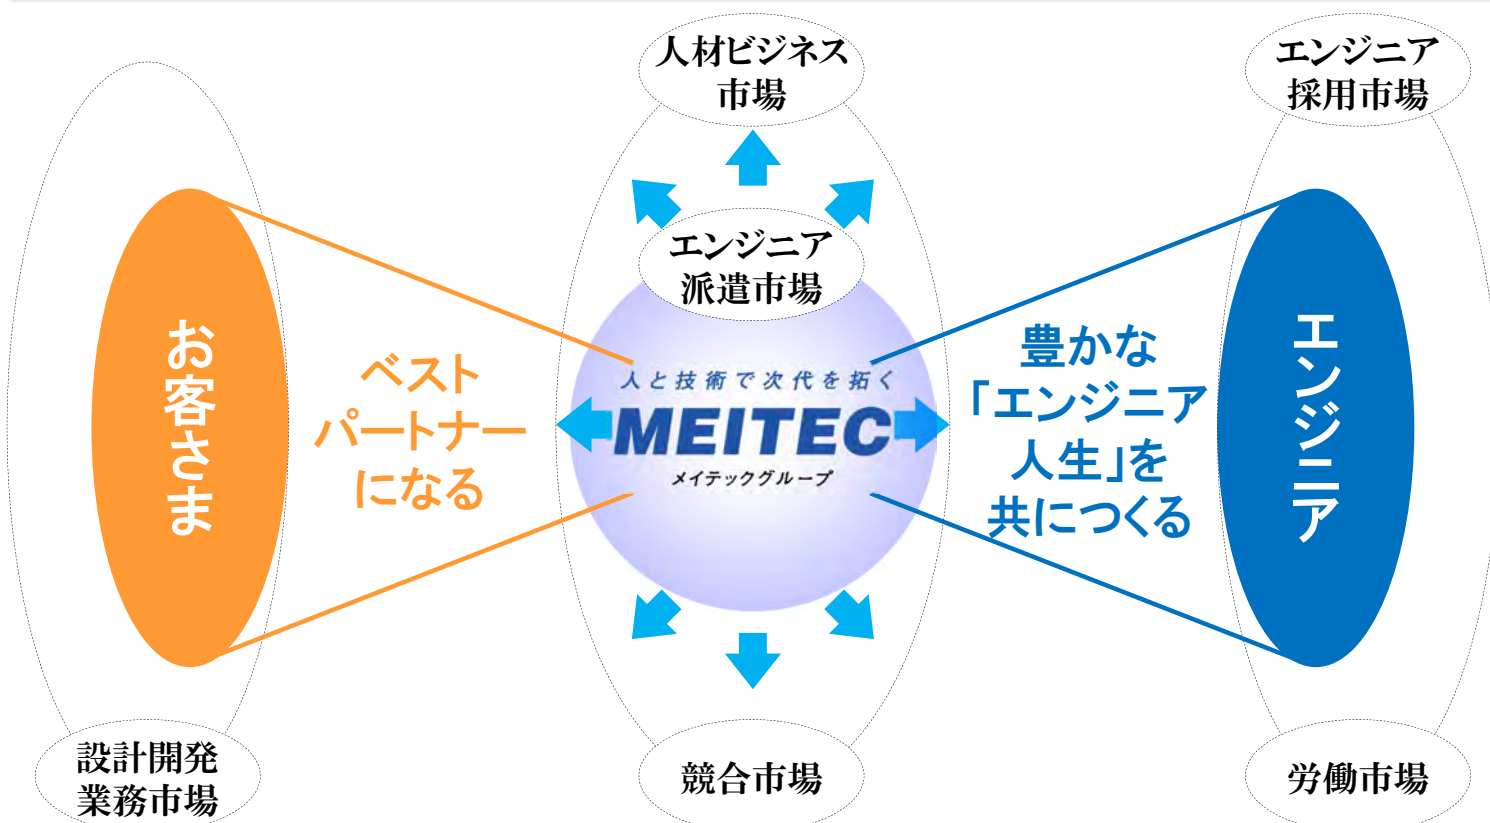 人材ビジネス
市場
エンジニア
採用市場
エンジニア
派遣市場
お客さま
ベスト
パートナー
になる
人と技術で次代を拓く
MEITEC
メイテックグループ
豊かな
「エンジニア
人生」を
共につくる
エンジニア
設計開発
業務市場
競合市場
労働市場